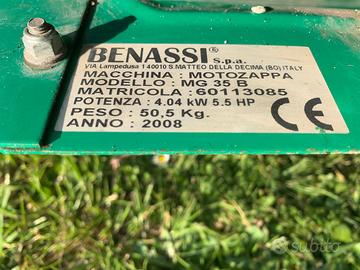 BENASSI® S.p.a.
VIA Lampedusa 1 40010 S.MATTEO DELLA DECIMA (BO) ITALY
MACCHINA : MOTOZAPPA
MODELLO : MG 35 B
MATRICOLA : 60113085
POTENZA : 4.04 kW 5.5 HP
PESO : 50,5 Kg.
ANNO : 2008
CE
subito